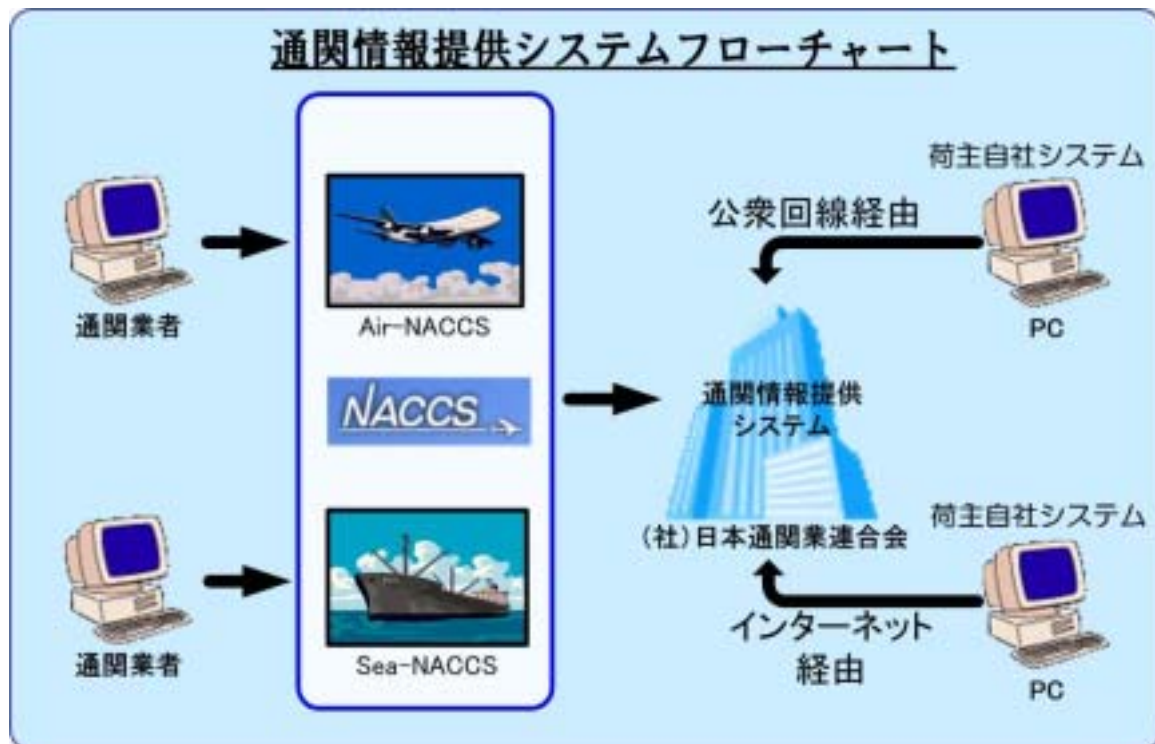 通関情報提供システムフローチャート
通関業者
Air-NACCS
NACCS
通関業者
Sea-NACCS
通関情報提供
システム
(社)日本通関業連合会
荷主自社システム
公衆回線経由
PC
荷主自社システム
インターネット
経由
PC